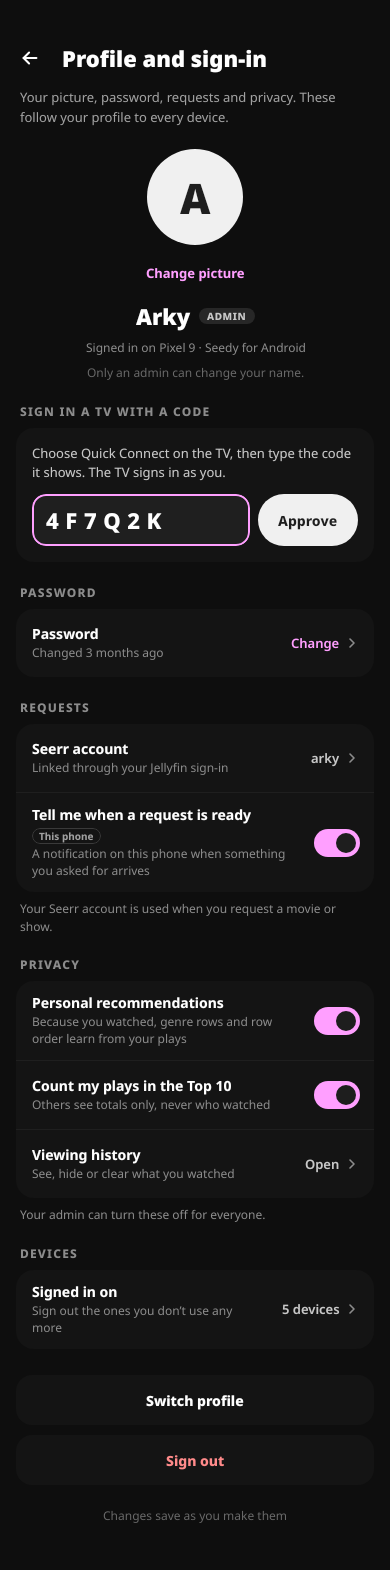 Profile and sign-in
Your picture, password, requests and privacy. These
follow your profile to every device.
A
Change picture
Arky ADMIN
Signed in on Pixel 9 · Seedy for Android
Only an admin can change your name.
SIGN IN A TV WITH A CODE
Choose Quick Connect on the TV, then type the code
it shows. The TV signs in as you.
4F7Q2K Approve
PASSWORD
Password
Changed 3 months ago
Change
REQUESTS
Seerr account
Linked through your Jellyfin sign-in
arky
Tell me when a request is ready
This phone
A notification on this phone when something
you asked for arrives
Your Seerr account is used when you request a movie or
show.
PRIVACY
Personal recommendations
Because you watched, genre rows and row
order learn from your plays
Count my plays in the Top 10
Others see totals only, never who watched
Viewing history
See, hide or clear what you watched
Open
Your admin can turn these off for everyone.
DEVICES
Signed in on
Sign out the ones you don't use any
more
5 devices
Switch profile
Sign out
Changes save as you make them